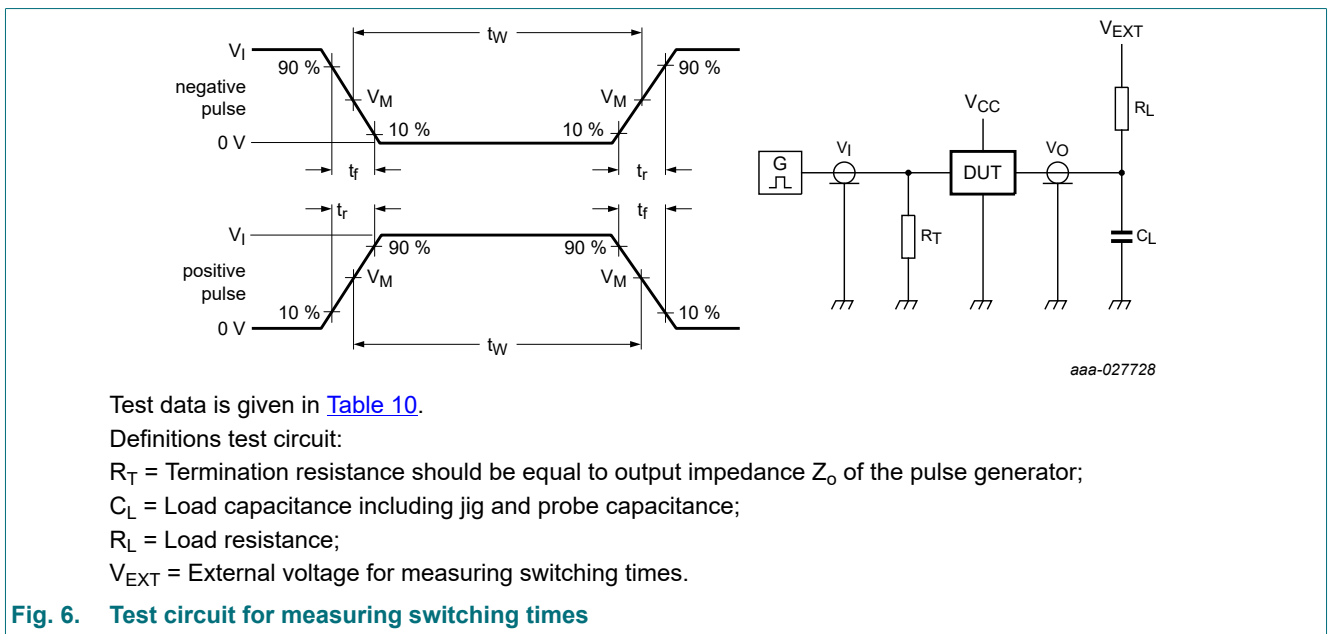 V_I
90 %
negative
pulse
V_M
10 %
0 V
t_f
t_W
V_M
10 %
90 %
t_r
t_r
V_I
90 %
positive
pulse
V_M
10 %
0 V
t_W
t_f
90 %
V_M
10 %
G
V_I
R_T
V_CC
DUT
V_O
V_EXT
R_L
C_L
aaa-027728
Test data is given in Table 10.
Definitions test circuit:
R_T = Termination resistance should be equal to output impedance Z_o of the pulse generator;
C_L = Load capacitance including jig and probe capacitance;
R_L = Load resistance;
V_EXT = External voltage for measuring switching times.
Fig. 6. Test circuit for measuring switching times